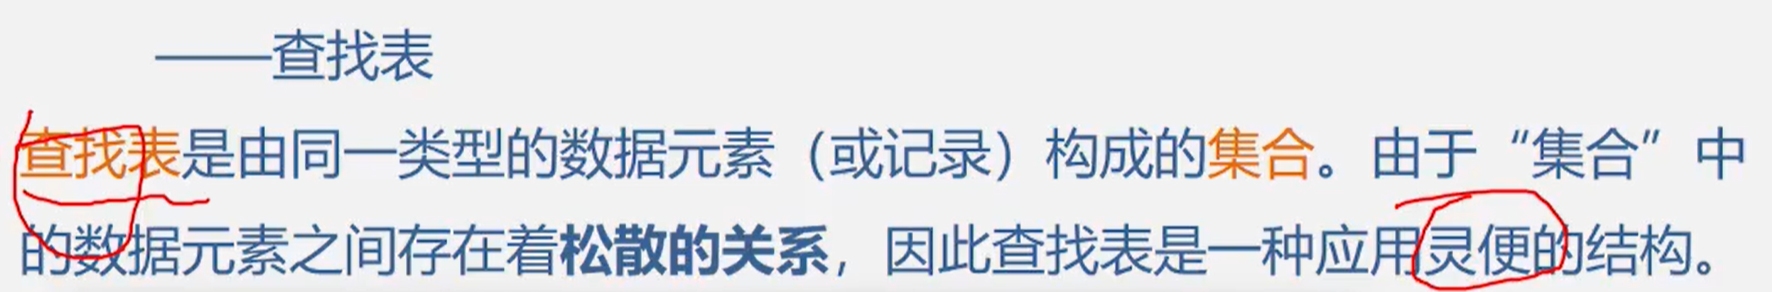 ——查找表
查找表是由同一类型的数据元素（或记录）构成的集合。由于“集合”中
的数据元素之间存在着松散的关系，因此查找表是一种应用灵便的结构。